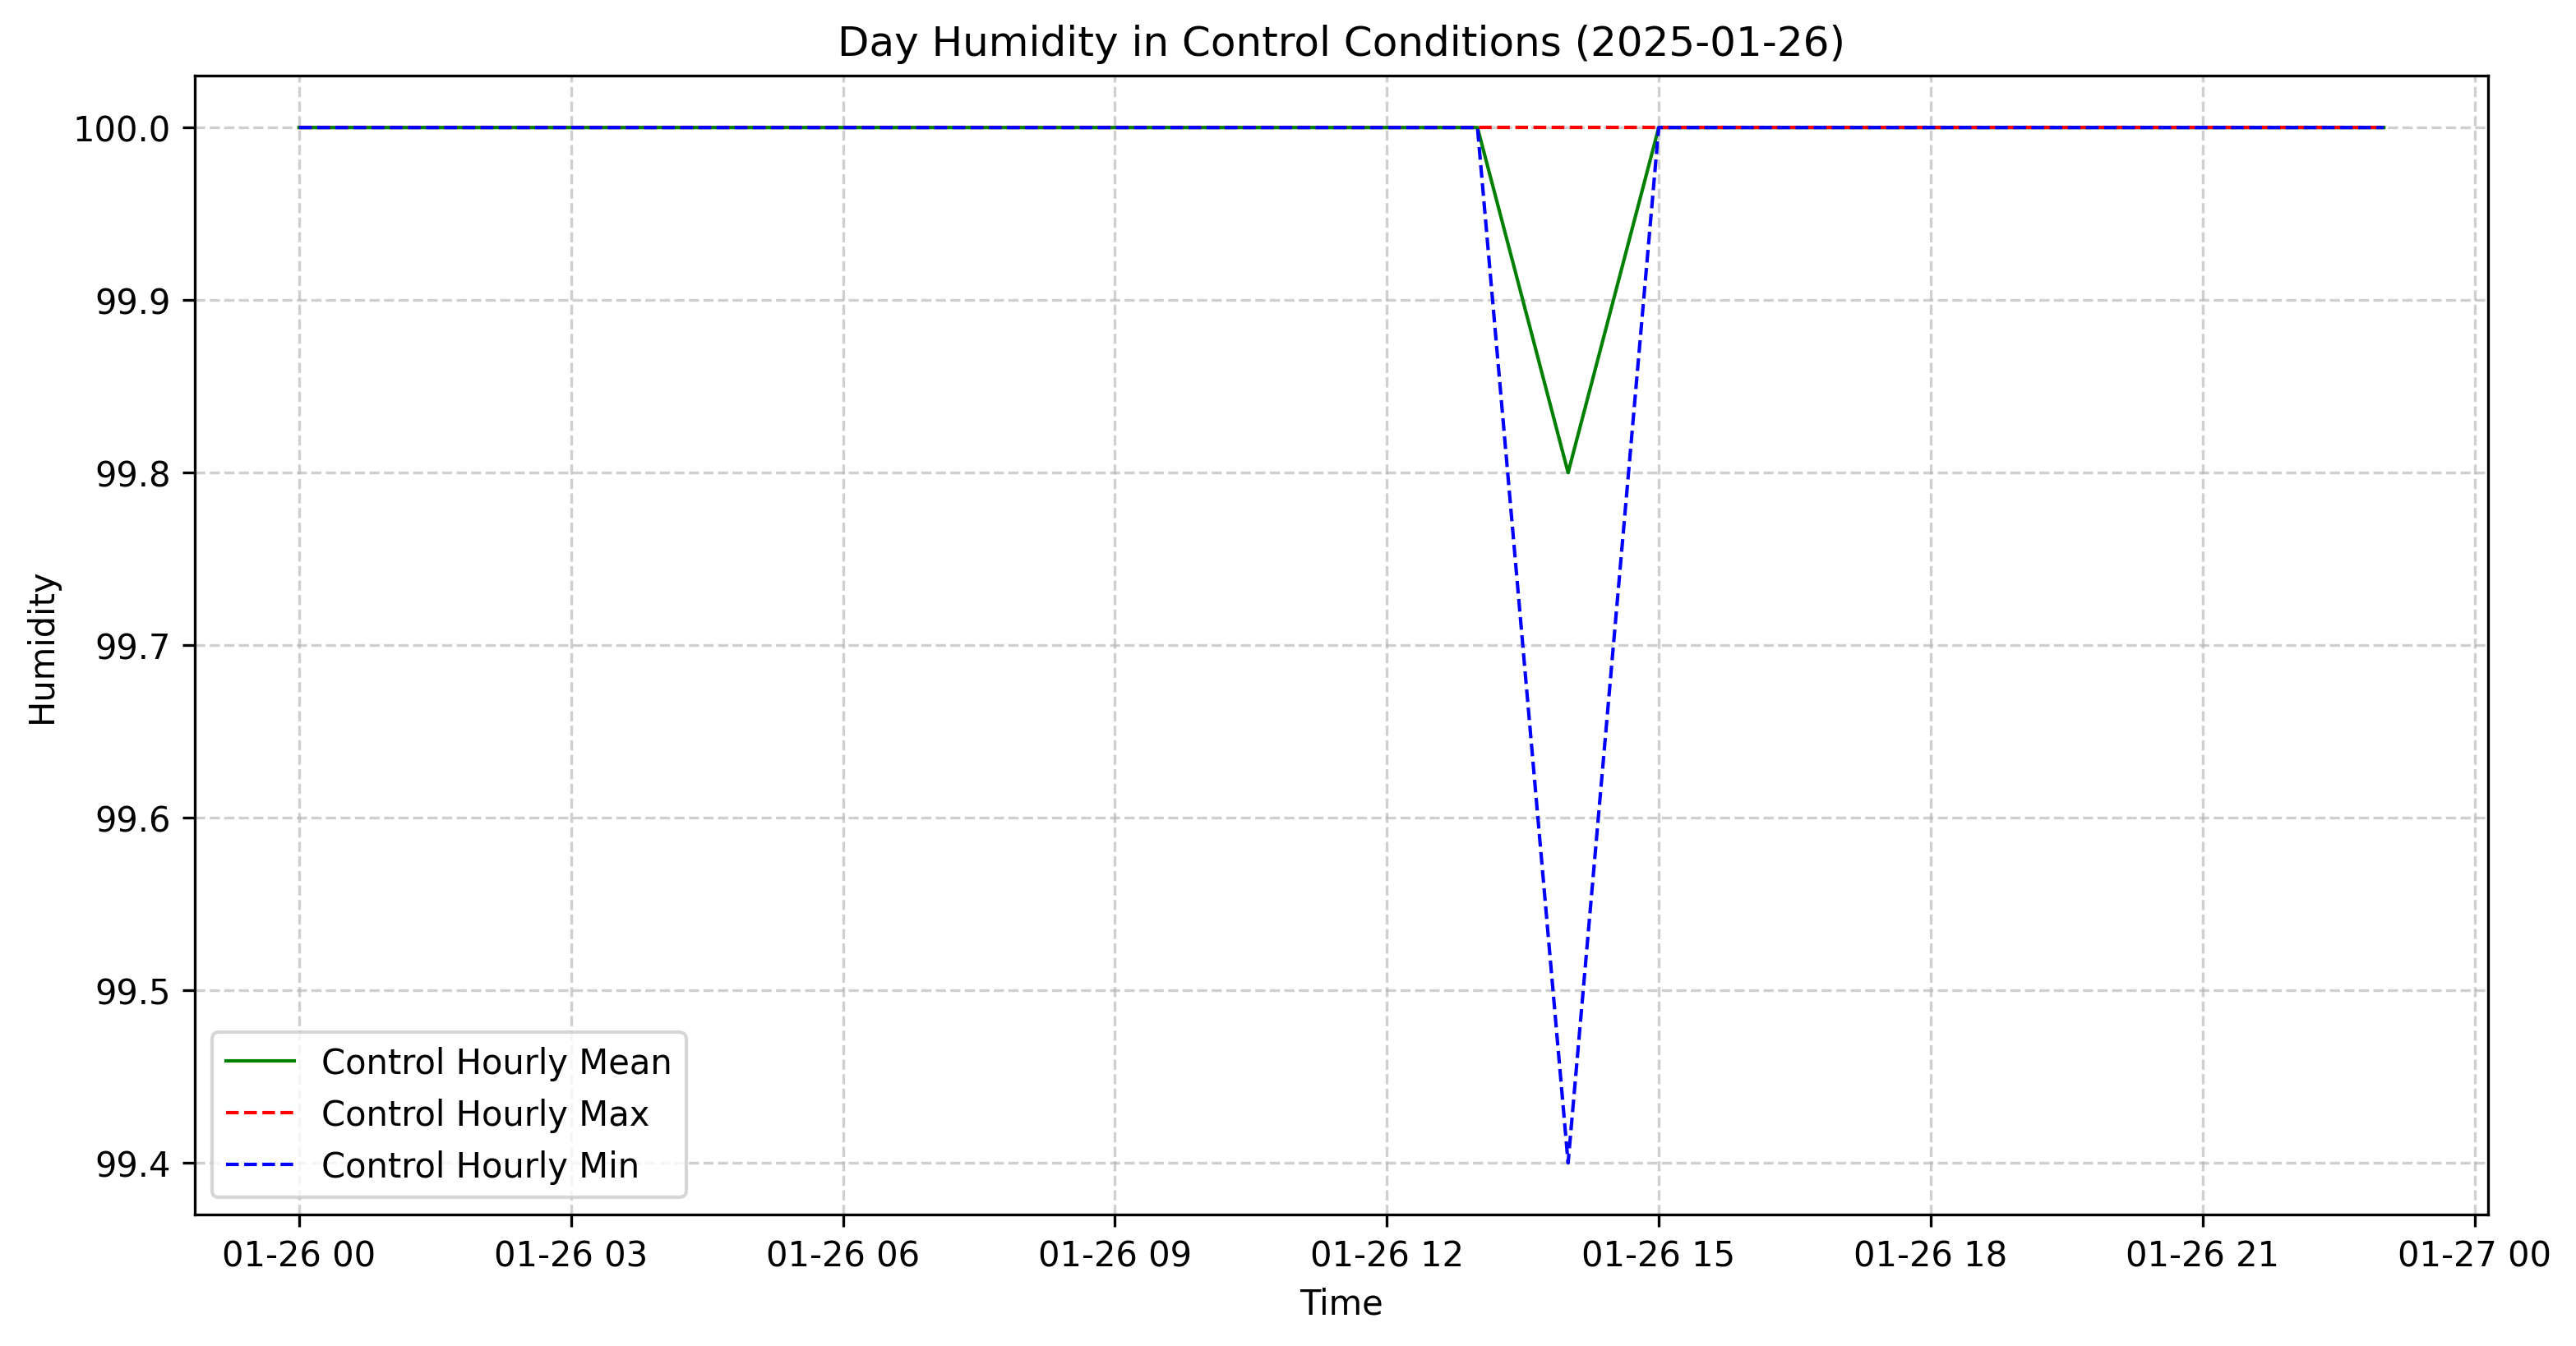 Day Humidity in Control Conditions (2025-01-26)
100.0
99.9
99.8
99.7
99.6
99.5
99.4
Humidity
Control Hourly Mean
Control Hourly Max
Control Hourly Min
01-26 00 01-26 03 01-26 06 01-26 09 01-26 12 01-26 15 01-26 18 01-26 21 01-27 00
Time